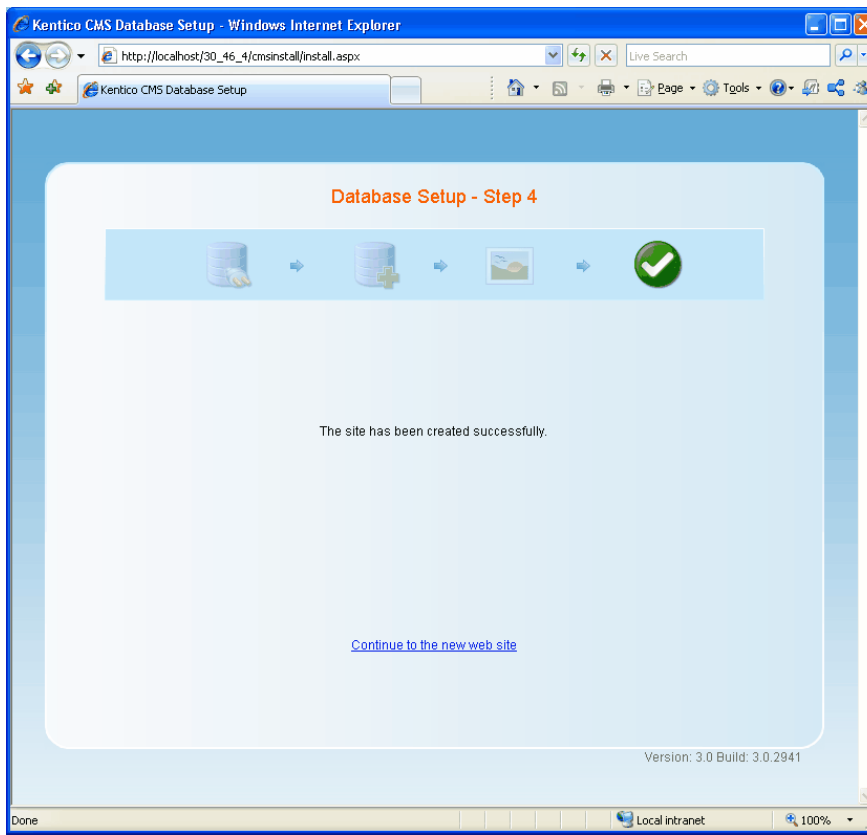 Kentico CMS Database Setup - Windows Internet Explorer
http://localhost/30_46_4/cmsinstall/install.aspx
Live Search
Kentico CMS Database Setup
Page
Tools
Database Setup - Step 4
The site has been created successfully.
Continue to the new web site
Version: 3.0 Build: 3.0.2941
Done
Local intranet
100%